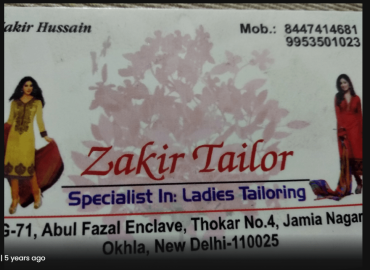 Zakir Hussain
Mob.: 8447414681
9953501023
Zakir Tailor
Specialist In: Ladies Tailoring
G-71, Abul Fazal Enclave, Thokar No.4, Jamia Nagar
Okhla, New Delhi-110025
| 5 years ago